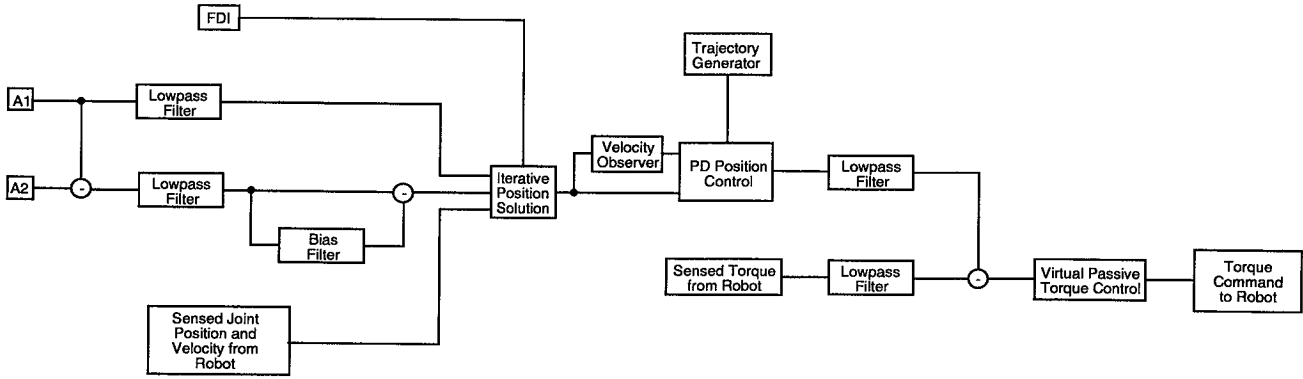 FDI
Trajectory
Generator
A1
Lowpass
Filter
A2
-
Lowpass
Filter
-
Bias
Filter
Iterative
Position
Solution
Velocity
Observer
PD Position
Control
Lowpass
Filter
Sensed Torque
from Robot
Lowpass
Filter
-
Virtual Passive
Torque Control
Torque
Command
to Robot
Sensed Joint
Position and
Velocity from
Robot